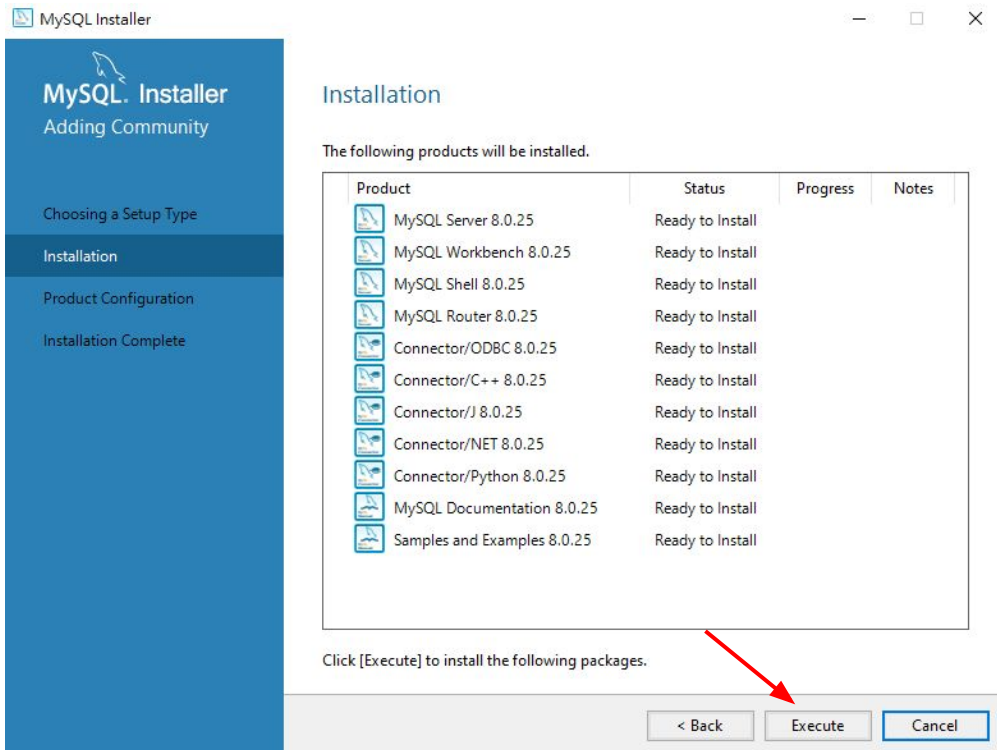 MySQL Installer
MySQL. Installer
Adding Community
Choosing a Setup Type
Installation
Product Configuration
Installation Complete
Installation
The following products will be installed.
Product Status Progress Notes
MySQL Server 8.0.25 Ready to Install
MySQL Workbench 8.0.25 Ready to Install
MySQL Shell 8.0.25 Ready to Install
MySQL Router 8.0.25 Ready to Install
Connector/ODBC 8.0.25 Ready to Install
Connector/C++ 8.0.25 Ready to Install
Connector/J 8.0.25 Ready to Install
Connector/NET 8.0.25 Ready to Install
Connector/Python 8.0.25 Ready to Install
MySQL Documentation 8.0.25 Ready to Install
Samples and Examples 8.0.25 Ready to Install
Click [Execute] to install the following packages.
< Back Execute Cancel